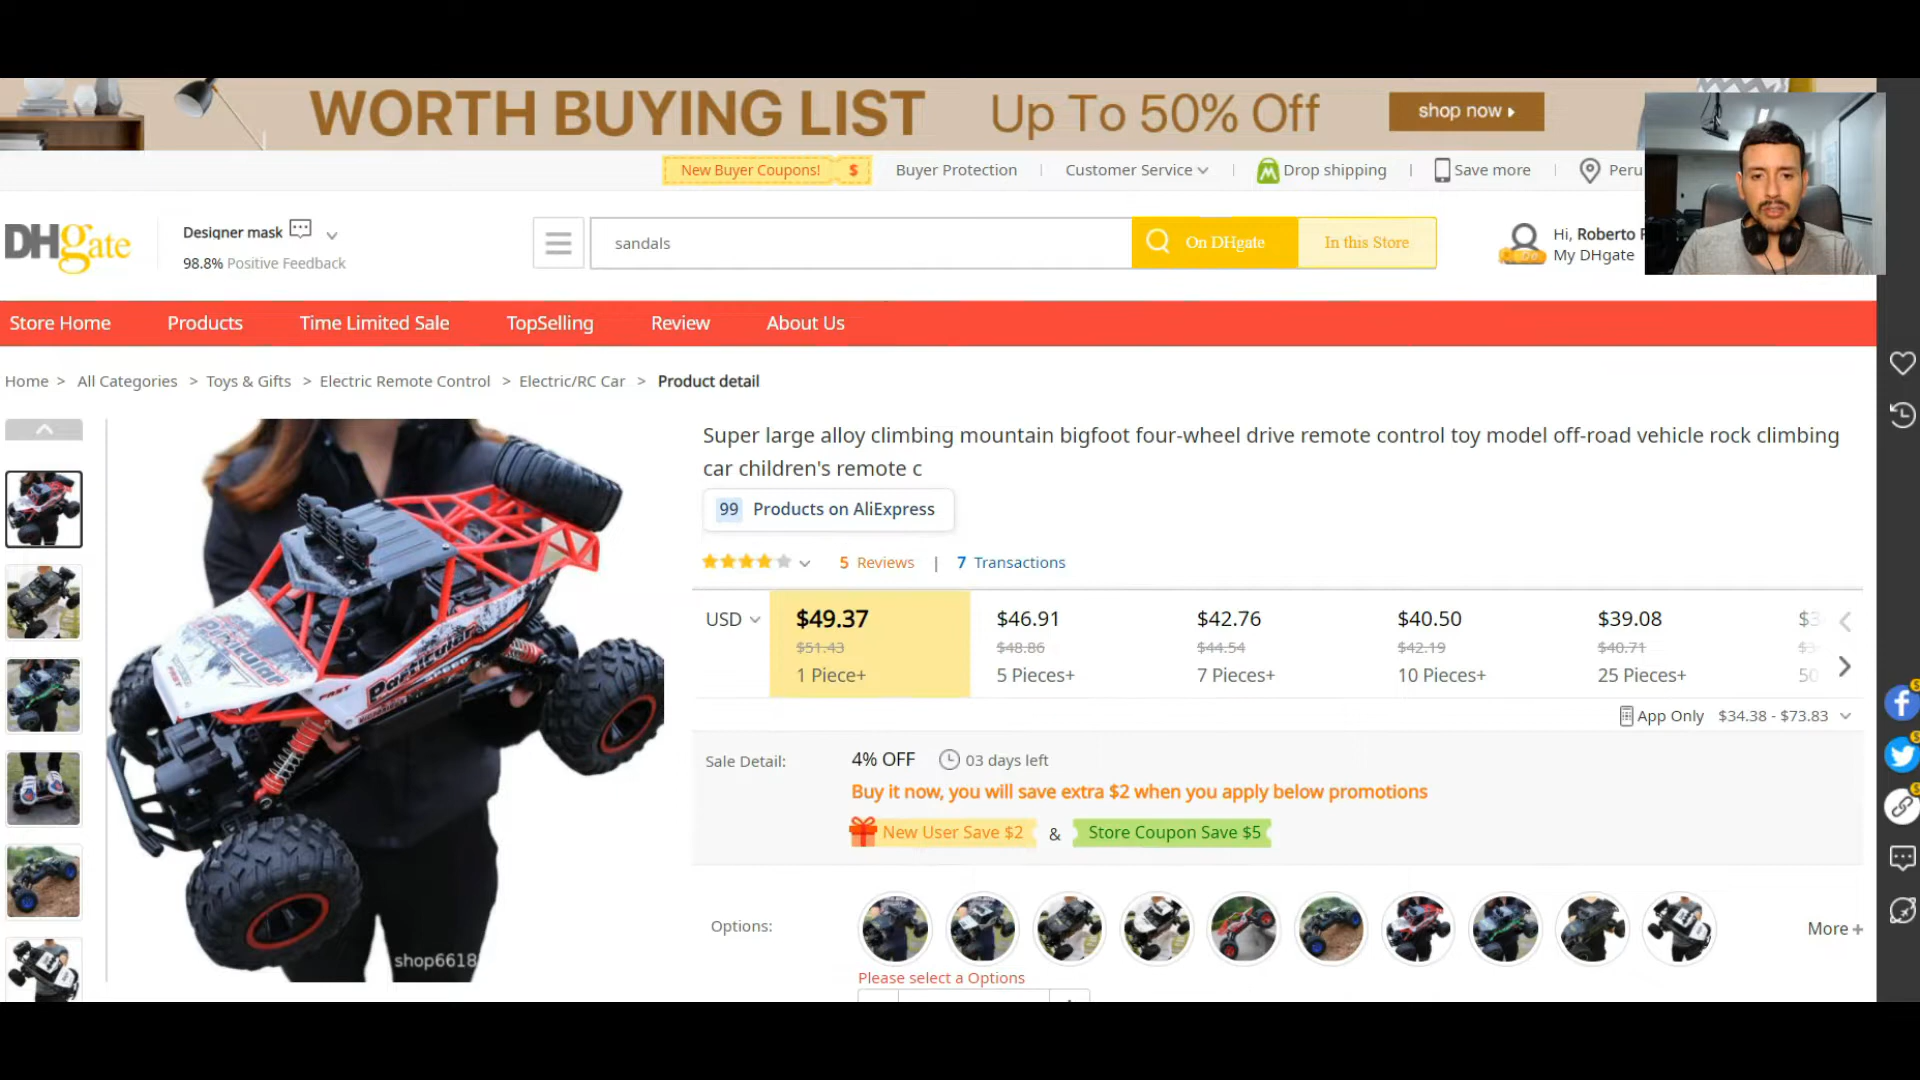 WORTH BUYING LIST Up To 50% Off shop now
New Buyer Coupons! $ Buyer Protection | Customer Service | Drop shipping | Save more | Peru
DHgate
Designer mask
98.8% Positive Feedback
sandals
On DHgate
In this Store
Hi, Roberto
My DHgate
Store Home Products Time Limited Sale TopSelling Review About Us
Home > All Categories > Toys & Gifts > Electric Remote Control > Electric/RC Car > Product detail
Super large alloy climbing mountain bigfoot four-wheel drive remote control toy model off-road vehicle rock climbing
car children's remote c
99 Products on AliExpress
5 Reviews | 7 Transactions
USD $49.37 $46.91 $42.76 $40.50 $39.08
$51.43 $48.86 $44.54 $42.19 $40.71
1 Piece+ 5 Pieces+ 7 Pieces+ 10 Pieces+ 25 Pieces+ 50
App Only $34.38 - $73.83
Sale Detail: 4% OFF 03 days left
Buy it now, you will save extra $2 when you apply below promotions
New User Save $2 & Store Coupon Save $5
Options: More +
Please select a Options
Particular
SPEED
FAST
shop6618